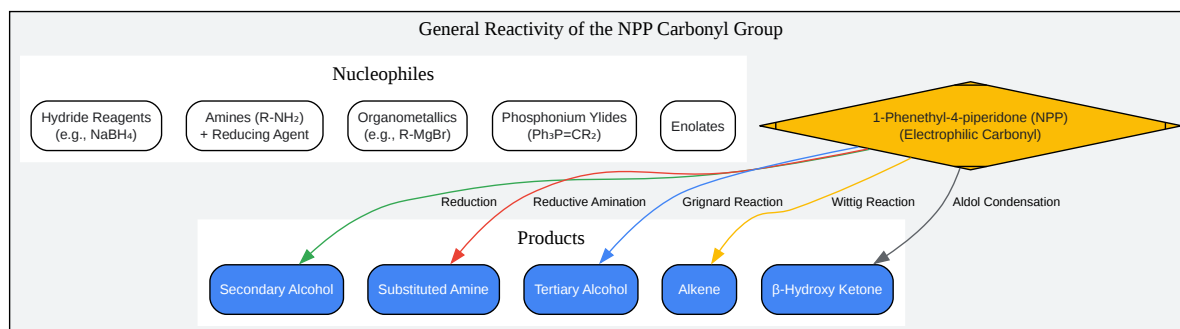 General Reactivity of the NPP Carbonyl Group
Nucleophiles
Hydride Reagents
(e.g., NaBH₄)
Amines (R-NH₂)
+ Reducing Agent
Organometallics
(e.g., R-MgBr)
Phosphonium Ylides
(Ph₃P=CR₂)
Enolates
1-Phenethyl-4-piperidone (NPP)
(Electrophilic Carbonyl)
Reduction
Reductive Amination
Grignard Reaction
Wittig Reaction
Aldol Condensation
Products
Secondary Alcohol
Substituted Amine
Tertiary Alcohol
Alkene
β-Hydroxy Ketone